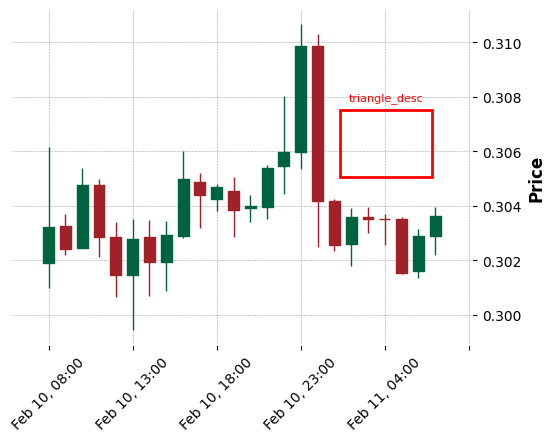 0.310
0.308
triangle_desc
0.306
0.304
0.302
0.300
Price
Feb 10, 08:00
Feb 10, 13:00
Feb 10, 18:00
Feb 10, 23:00
Feb 11, 04:00